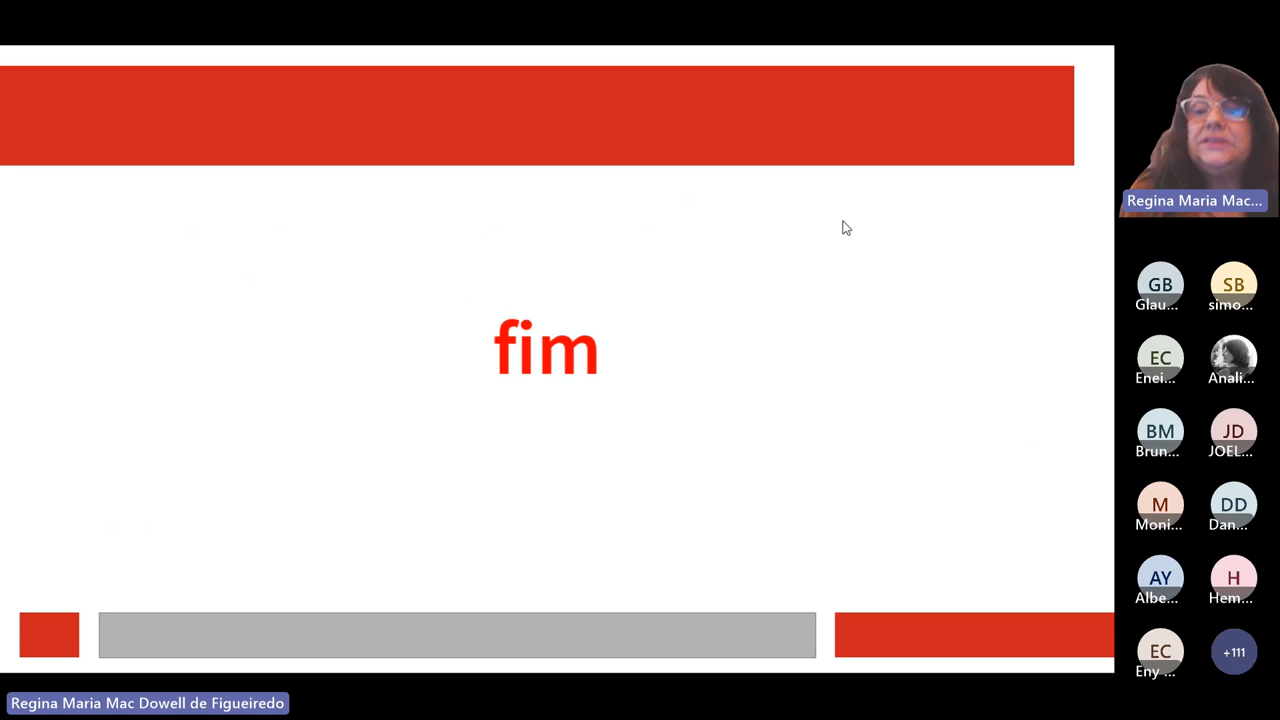 fim
Regina Maria Mac...
GB
Glau...
SB
simo...
EC
Enei...
Anali...
BM
Brun...
JD
JOEL...
M
Moni...
DD
Dan...
AY
Albe...
H
Hem...
EC
Eny ...
+111
Regina Maria Mac Dowell de Figueiredo